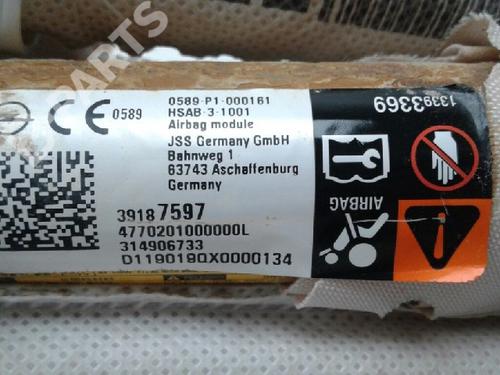 PARTS
0589
0589-P1-000161
HSAB-3-1001
Airbag module
JSS Germany GmbH
Bahnweg 1
63743 Aschaffenburg
Germany
39187597
4770201000000L
314906733
D119019QX0000134
13393369
AIRBAG